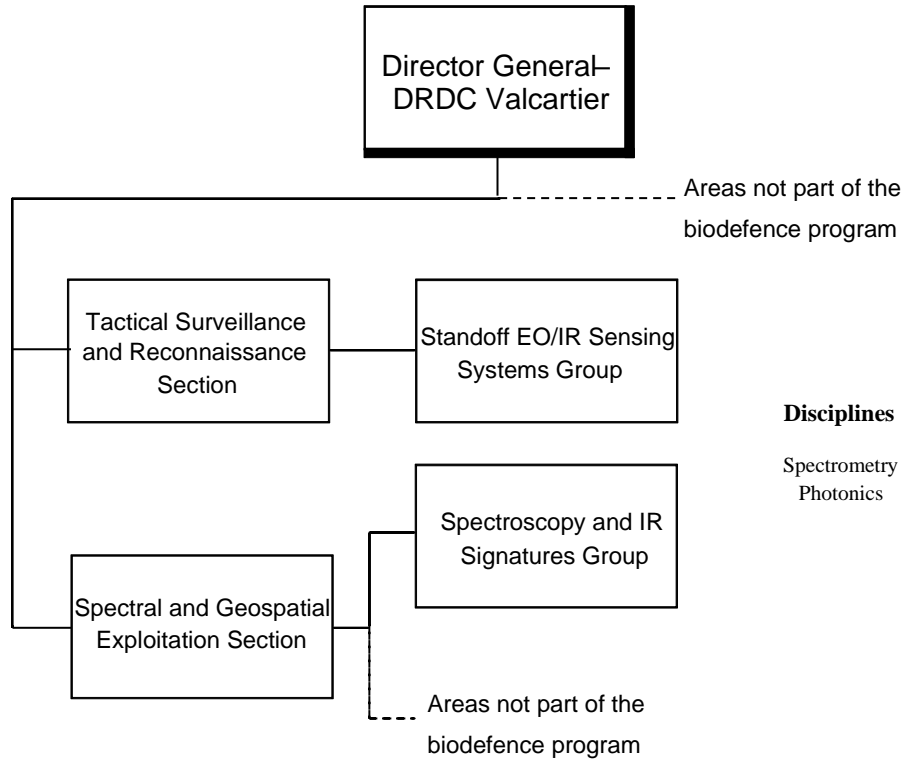 Director General–
DRDC Valcartier
Areas not part of the
biodefence program
Tactical Surveillance
and Reconnaissance
Section
Standoff EO/IR Sensing
Systems Group
Disciplines
Spectrometry
Photonics
Spectroscopy and IR
Signatures Group
Spectral and Geospatial
Exploitation Section
Areas not part of the
biodefence program